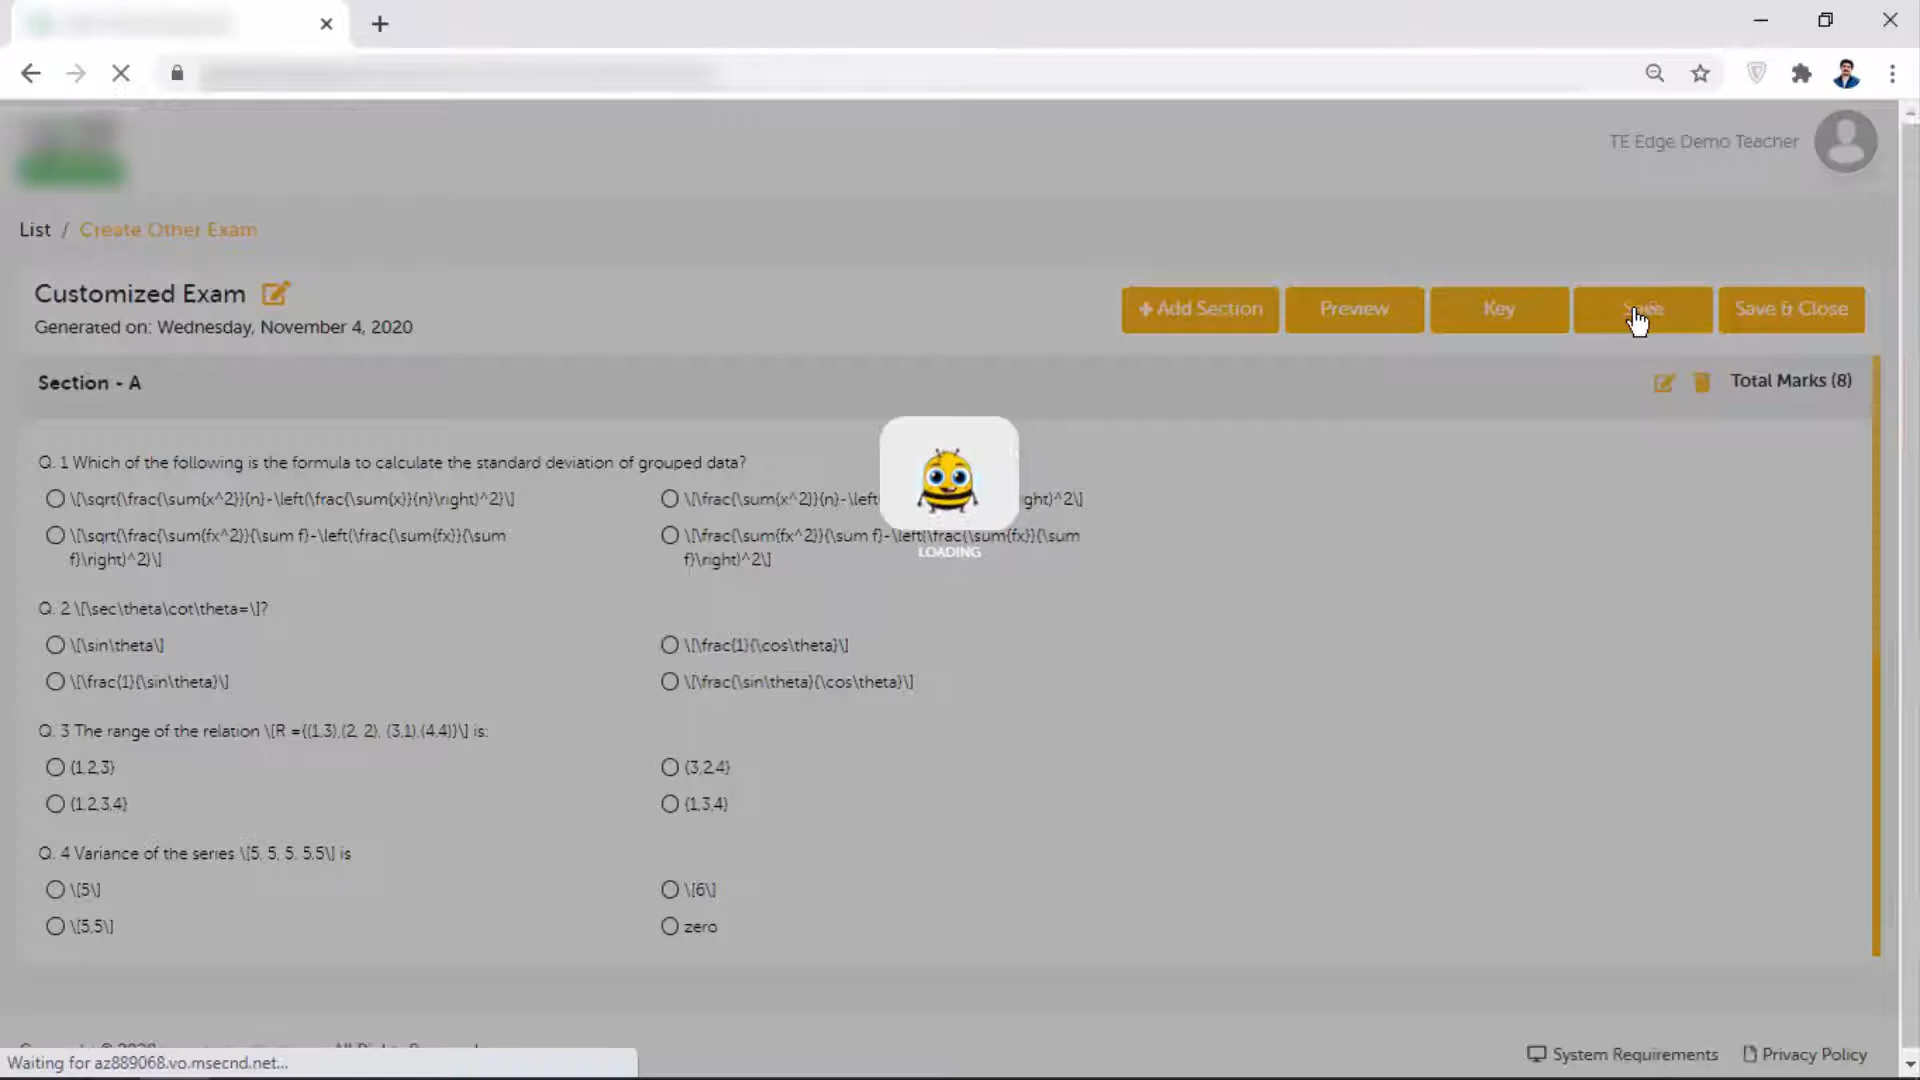 TE Edge Demo Teacher
List / Create Other Exam
Customized Exam
Generated on: Wednesday, November 4, 2020
+ Add Section
Preview
Key
Save & Close
Section - A
Total Marks (8)
Q. 1 Which of the following is the formula to calculate the standard deviation of grouped data?
\[\sqrt{\frac{\sum{x^2}}{n}-\left(\frac{\sum{x}}{n}\right)^2}\]
\[\frac{\sum{x^2}}{n}-\left ght)^2\]
\[\sqrt{\frac{\sum{fx^2}}{\sum f}-\left(\frac{\sum{fx}}{\sum
f}\right)^2}\]
\[\frac{\sum{fx^2}}{\sum f}-\left(\frac{\sum{fx}}{\sum
f}\right)^2\]
LOADING
Q. 2 \[\sec\theta\cot\theta=\]?
\[\sin\theta\]
\[\frac{1}{\cos\theta}\]
\[\frac{1}{\sin\theta}\]
\[\frac{\sin\theta}{\cos\theta}\]
Q. 3 The range of the relation \[R ={(1,3),(2, 2), (3,1),(4,4)}\] is:
{1,2,3}
{3,2,4}
{1,2,3,4}
{1,3,4}
Q. 4 Variance of the series \[5, 5, 5, 5,5\] is
\[5\]
\[6\]
\[5,5\]
zero
Waiting for az889068.vo.msecnd.net...
System Requirements
Privacy Policy